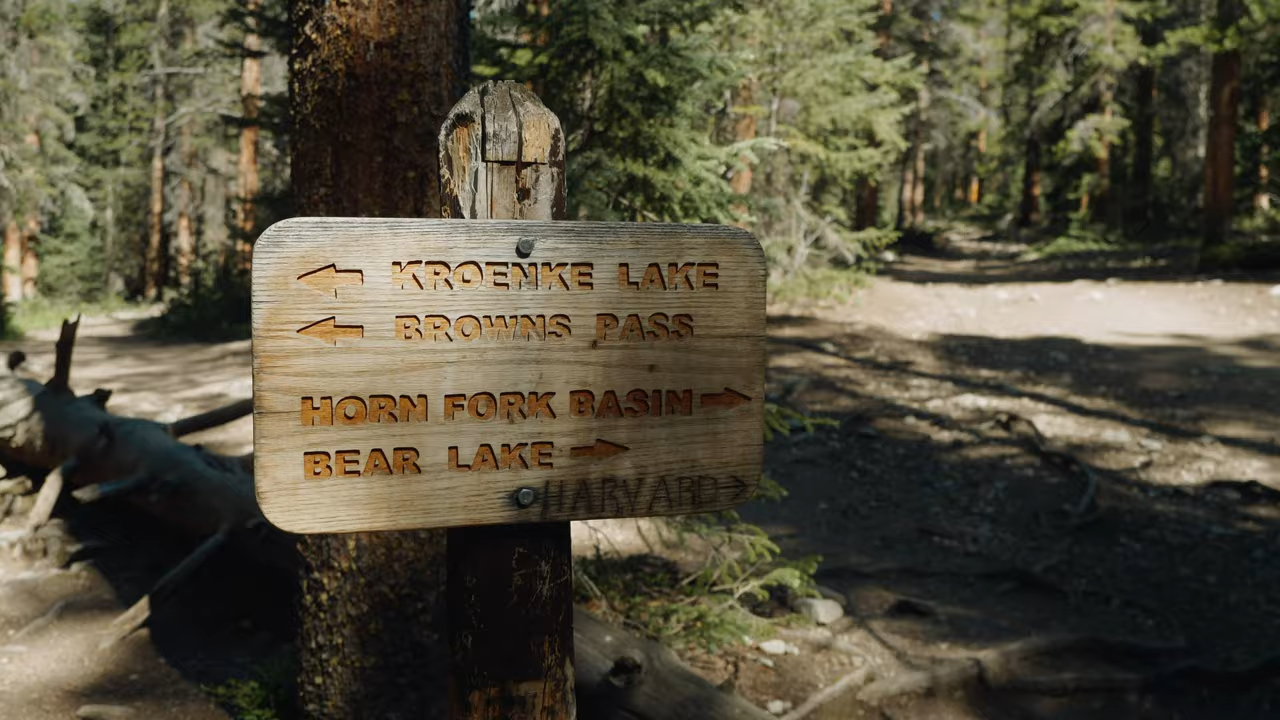 ← KROENKE LAKE
← BROWNS PASS
HORN FORK BASIN →
BEAR LAKE →
HARVARD →